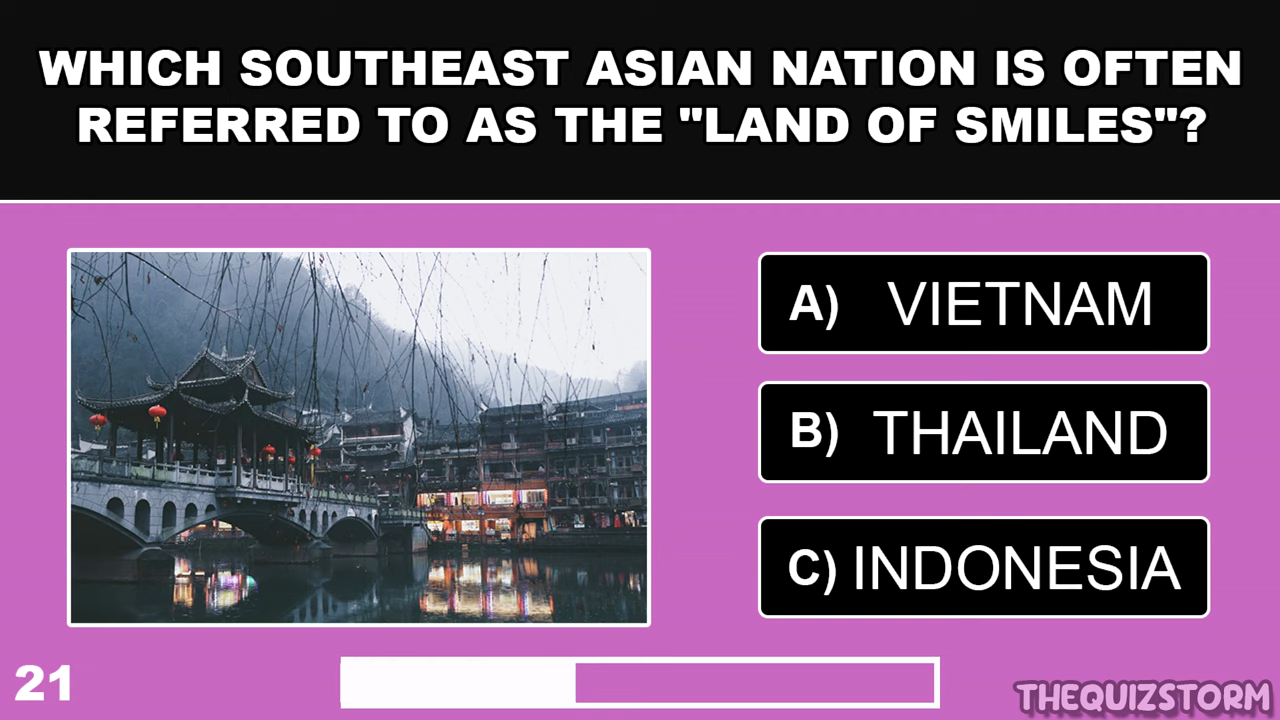 WHICH SOUTHEAST ASIAN NATION IS OFTEN
REFERRED TO AS THE "LAND OF SMILES"?
A) VIETNAM
B) THAILAND
C) INDONESIA
21
THEQUIZSTORM